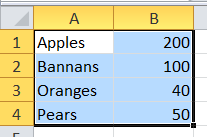 A B
1 Apples 200
2 Bannans 100
3 Oranges 40
4 Pears 50